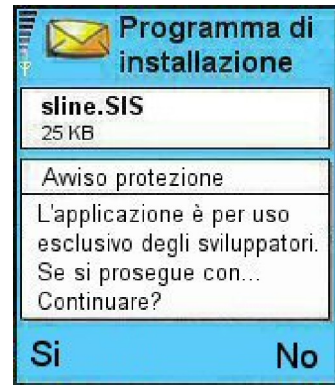 Programma di
installazione
sline.SIS
25 KB
Avviso protezione
L'applicazione è per uso
esclusivo degli sviluppatori.
Se si prosegue con...
Continuare?
Si
No